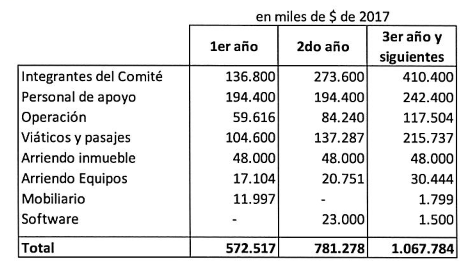 en miles de $ de 2017
1er año 2do año 3er año y siguientes
Integrantes del Comité 136.800 273.600 410.400
Personal de apoyo 194.400 194.400 242.400
Operación 59.616 84.240 117.504
Viáticos y pasajes 104.600 137.287 215.737
Arriendo inmueble 48.000 48.000 48.000
Arriendo Equipos 17.104 20.751 30.444
Mobiliario 11.997 - 1.799
Software - 23.000 1.500
Total 572.517 781.278 1.067.784